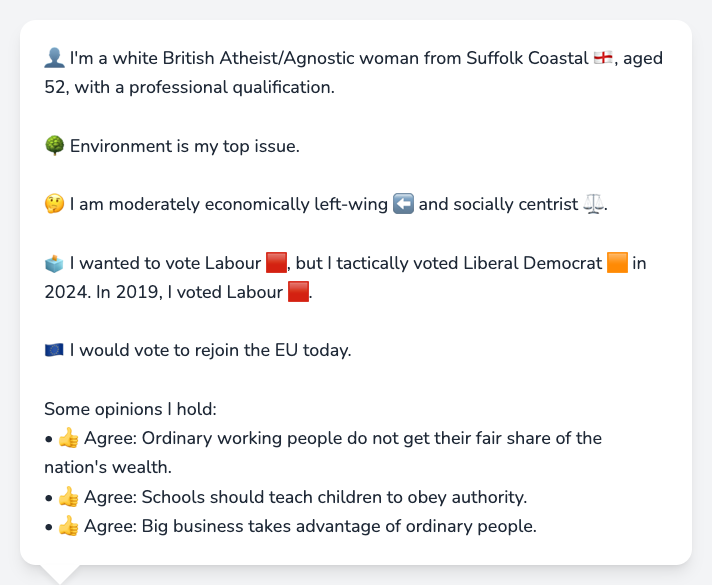 👤 I'm a white British Atheist/Agnostic woman from Suffolk Coastal 🏴󠁧󠁢󠁥󠁮󠁧󠁿, aged
52, with a professional qualification.
🌳 Environment is my top issue.
🤔 I am moderately economically left-wing ⬅️ and socially centrist ⚖️.
🗳️ I wanted to vote Labour 🟥, but I tactically voted Liberal Democrat 🟧 in
2024. In 2019, I voted Labour 🟥.
🇪🇺 I would vote to rejoin the EU today.
Some opinions I hold:
• 👍 Agree: Ordinary working people do not get their fair share of the
nation's wealth.
• 👍 Agree: Schools should teach children to obey authority.
• 👍 Agree: Big business takes advantage of ordinary people.